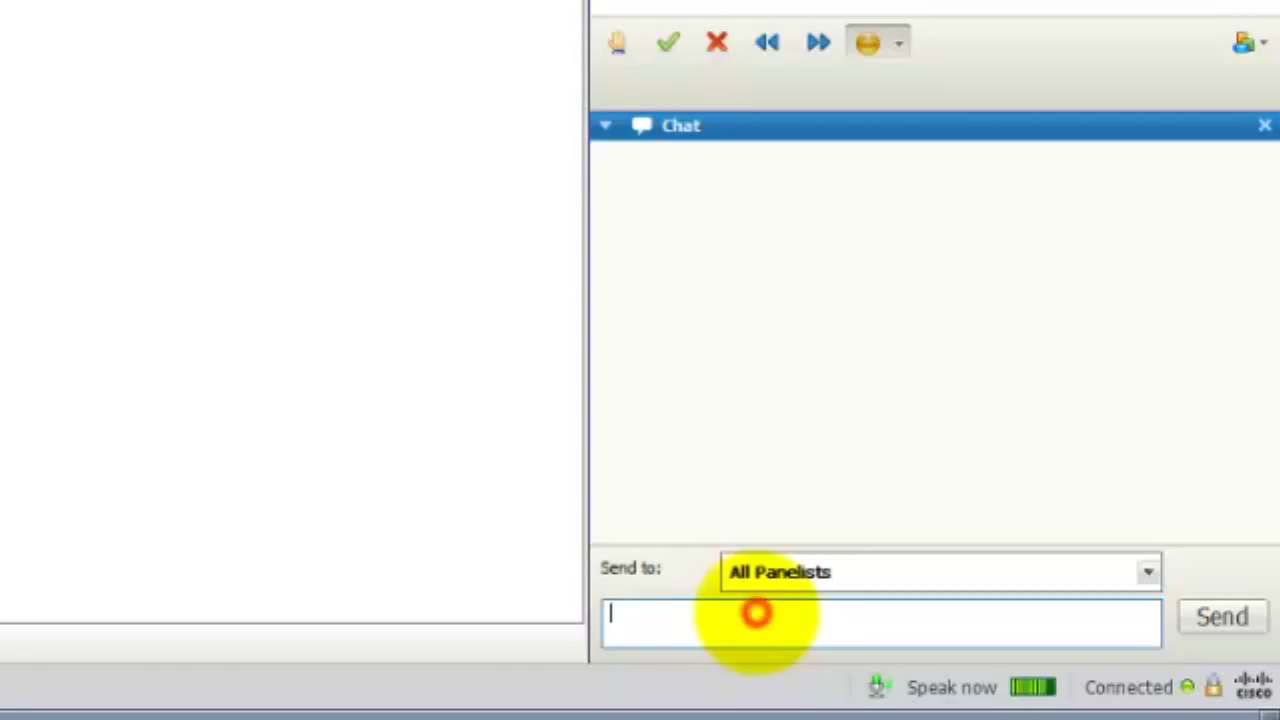 Chat
Send to:
All Panelists
Send
Speak now
Connected
cisco